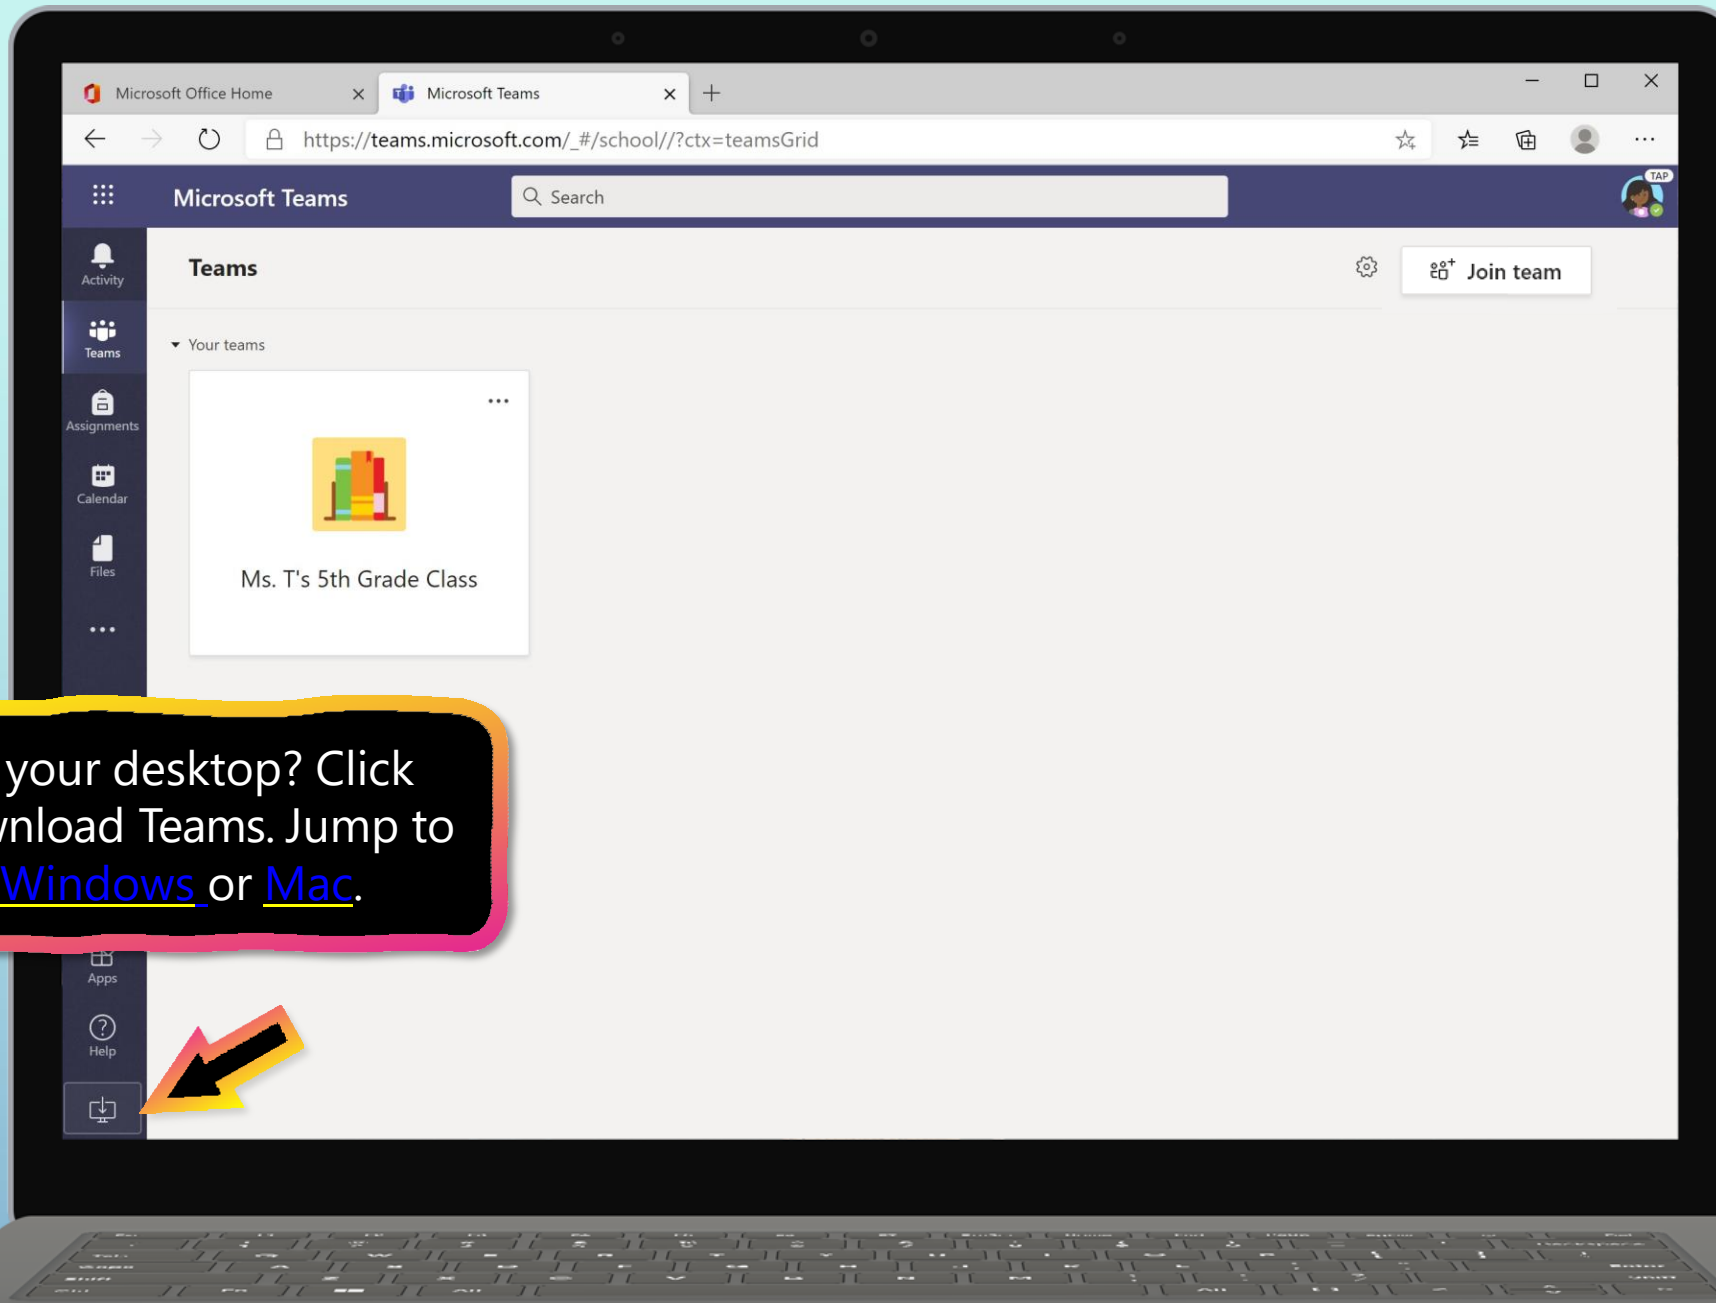 Microsoft Office Home
Microsoft Teams
https://teams.microsoft.com/_#/school//?ctx=teamsGrid
Microsoft Teams
Search
TAP
Activity
Teams
Join team
Teams
Your teams
Assignments
Calendar
Files
Ms. T's 5th Grade Class
your desktop? Click
nload Teams. Jump to
Windows or Mac.
Apps
Help